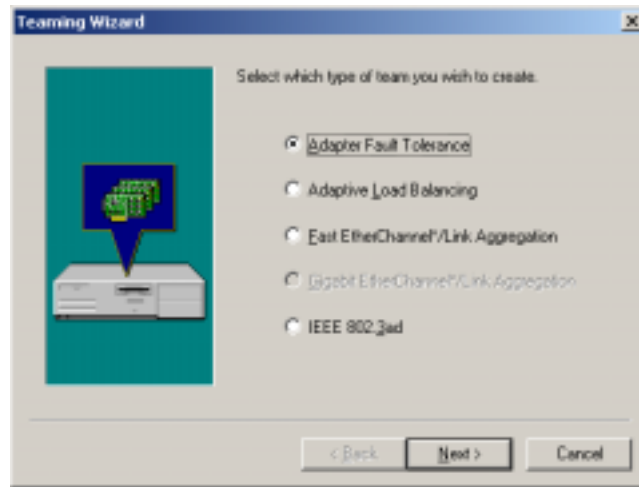 Teaming Wizard
Select which type of team you wish to create.
Adapter Fault Tolerance
Adaptive Load Balancing
Fast EtherChannel*/Link Aggregation
Gigabit EtherChannel*/Link Aggregation
IEEE 802.3ad
< Back
Next >
Cancel